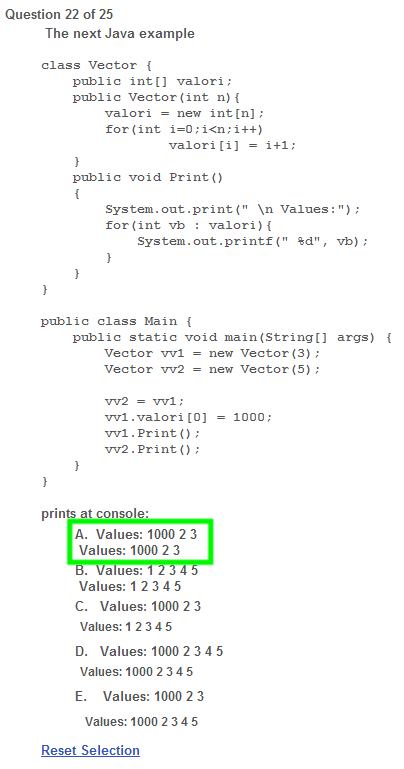 Question 22 of 25
The next Java example
class Vector {
public int[] valori;
public Vector(int n){
valori = new int[n];
for(int i=0;i<n;i++)
valori[i] = i+1;
}
public void Print()
{
System.out.print(" \n Values:");
for(int vb : valori){
System.out.printf(" %d", vb);
}
}
}
public class Main {
public static void main(String[] args) {
Vector vv1 = new Vector(3);
Vector vv2 = new Vector(5);
vv2 = vv1;
vv1.valori[0] = 1000;
vv1.Print();
vv2.Print();
}
}
prints at console:
A. Values: 1000 2 3
Values: 1000 2 3
B. Values: 1 2 3 4 5
Values: 1 2 3 4 5
C. Values: 1000 2 3
Values: 1 2 3 4 5
D. Values: 1000 2 3 4 5
Values: 1000 2 3 4 5
E. Values: 1000 2 3
Values: 1000 2 3 4 5
Reset Selection